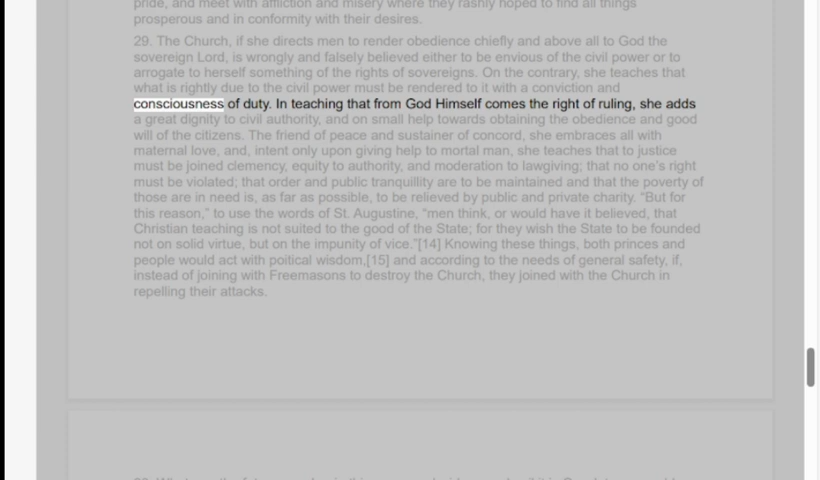 pride, and meet with affliction and misery where they rashly hoped to find all things
prosperous and in conformity with their desires.
29. The Church, if she directs men to render obedience chiefly and above all to God the
sovereign Lord, is wrongly and falsely believed either to be envious of the civil power or to
arrogate to herself something of the rights of sovereigns. On the contrary, she teaches that
what is rightly due to the civil power must be rendered to it with a conviction and
consciousness of duty. In teaching that from God Himself comes the right of ruling, she adds
a great dignity to civil authority, and on small help towards obtaining the obedience and good
will of the citizens. The friend of peace and sustainer of concord, she embraces all with
maternal love, and, intent only upon giving help to mortal man, she teaches that to justice
must be joined clemency, equity to authority, and moderation to lawgiving; that no one's right
must be violated; that order and public tranquillity are to be maintained and that the poverty of
those are in need is, as far as possible, to be relieved by public and private charity. “But for
this reason,” to use the words of St. Augustine, “men think, or would have it believed, that
Christian teaching is not suited to the good of the State; for they wish the State to be founded
not on solid virtue, but on the impunity of vice.”[14] Knowing these things, both princes and
people would act with poitical wisdom,[15] and according to the needs of general safety, if,
instead of joining with Freemasons to destroy the Church, they joined with the Church in
repelling their attacks.